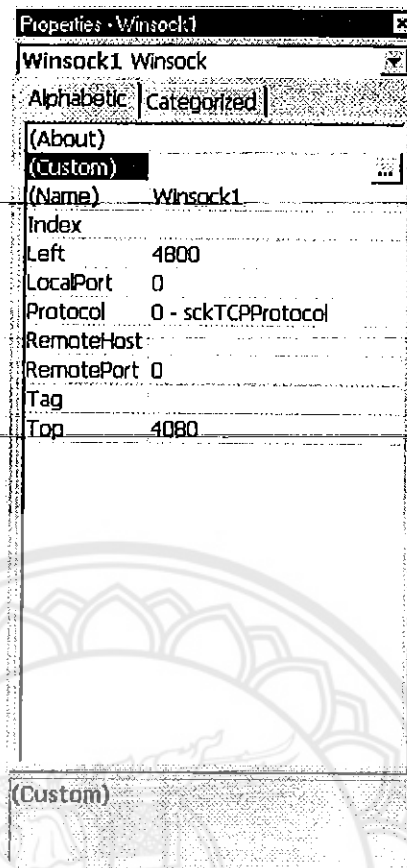 Properties - Winsock1
Winsock1 Winsock
Alphabetic Categorized
(About)
(Custom) ...
(Name) Winsock1
Index
Left 4800
LocalPort 0
Protocol 0 - sckTCPProtocol
RemoteHost
RemotePort 0
Tag
Top 4080
(Custom)